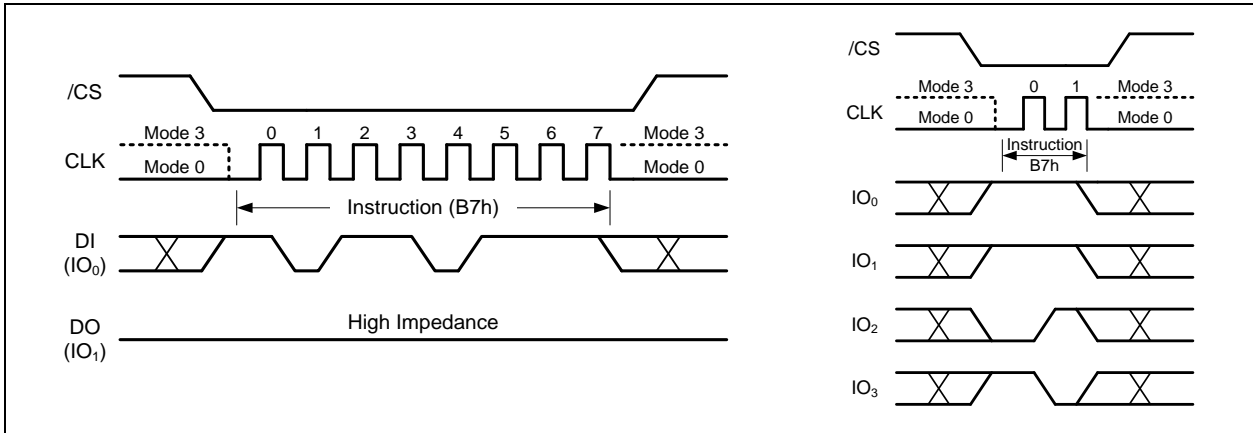 /CS
Mode 3 0 1 2 3 4 5 6 7 Mode 3
CLK Mode 0 Mode 0
Instruction (B7h)
DI
(IO₀)
High Impedance
DO
(IO₁)
/CS
Mode 3 0 1 Mode 3
CLK Mode 0 Mode 0
Instruction
B7h
IO₀
IO₁
IO₂
IO₃